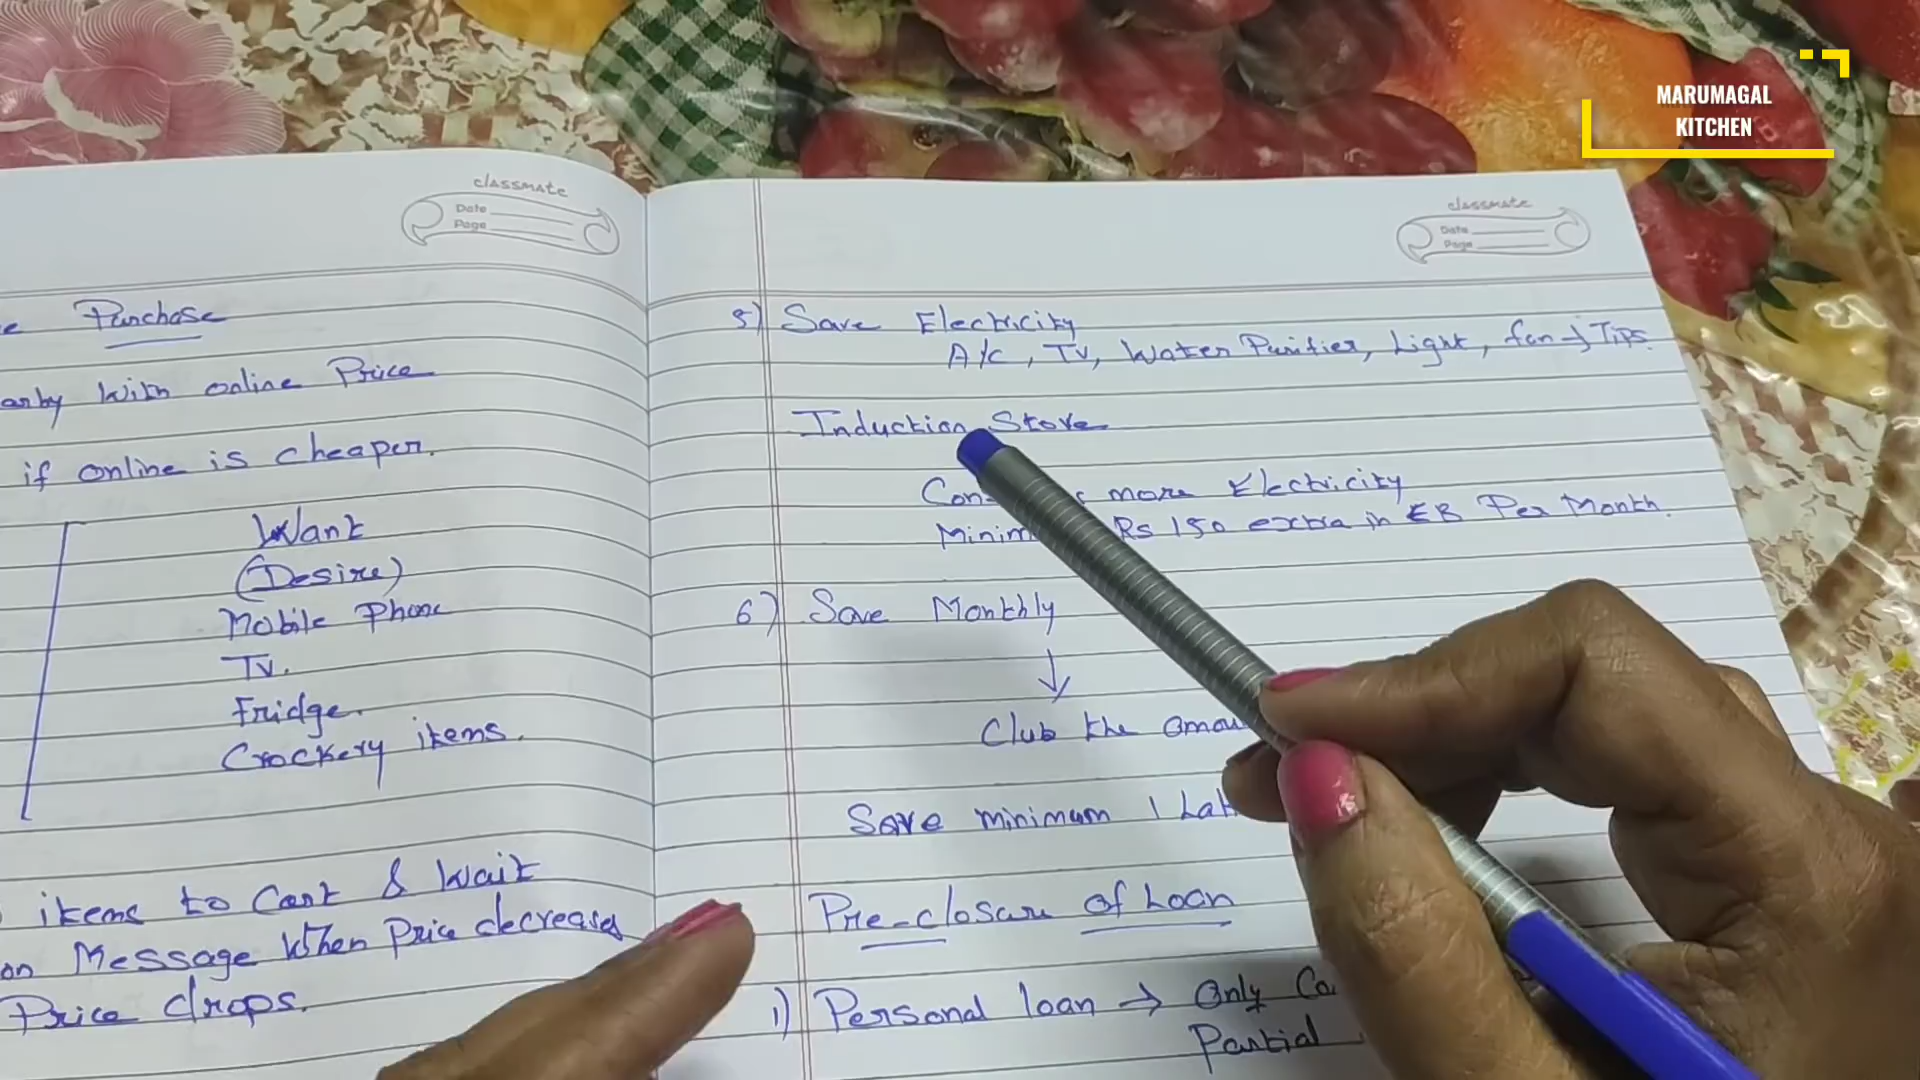 MARUMAGAL
KITCHEN
classmate
Date
Page
Purchase
with online Price
if online is cheaper.
Want
(Desire)
Mobile Phone
Tv.
Fridge.
Crockery items.
items to Cart & Wait
Message When Price decreases
Price drops.
classmate
Date
Page
5) Save Electricity
A/c, Tv, Water Purifier, Light, fan → Tips.
Induction Stove
more Electricity
Rs 150 extra in EB Per Month.
6) Save Monthly
↓
Club the
Save minimum 1
Pre-closure of Loan
1) Personal loan → Only
Partial